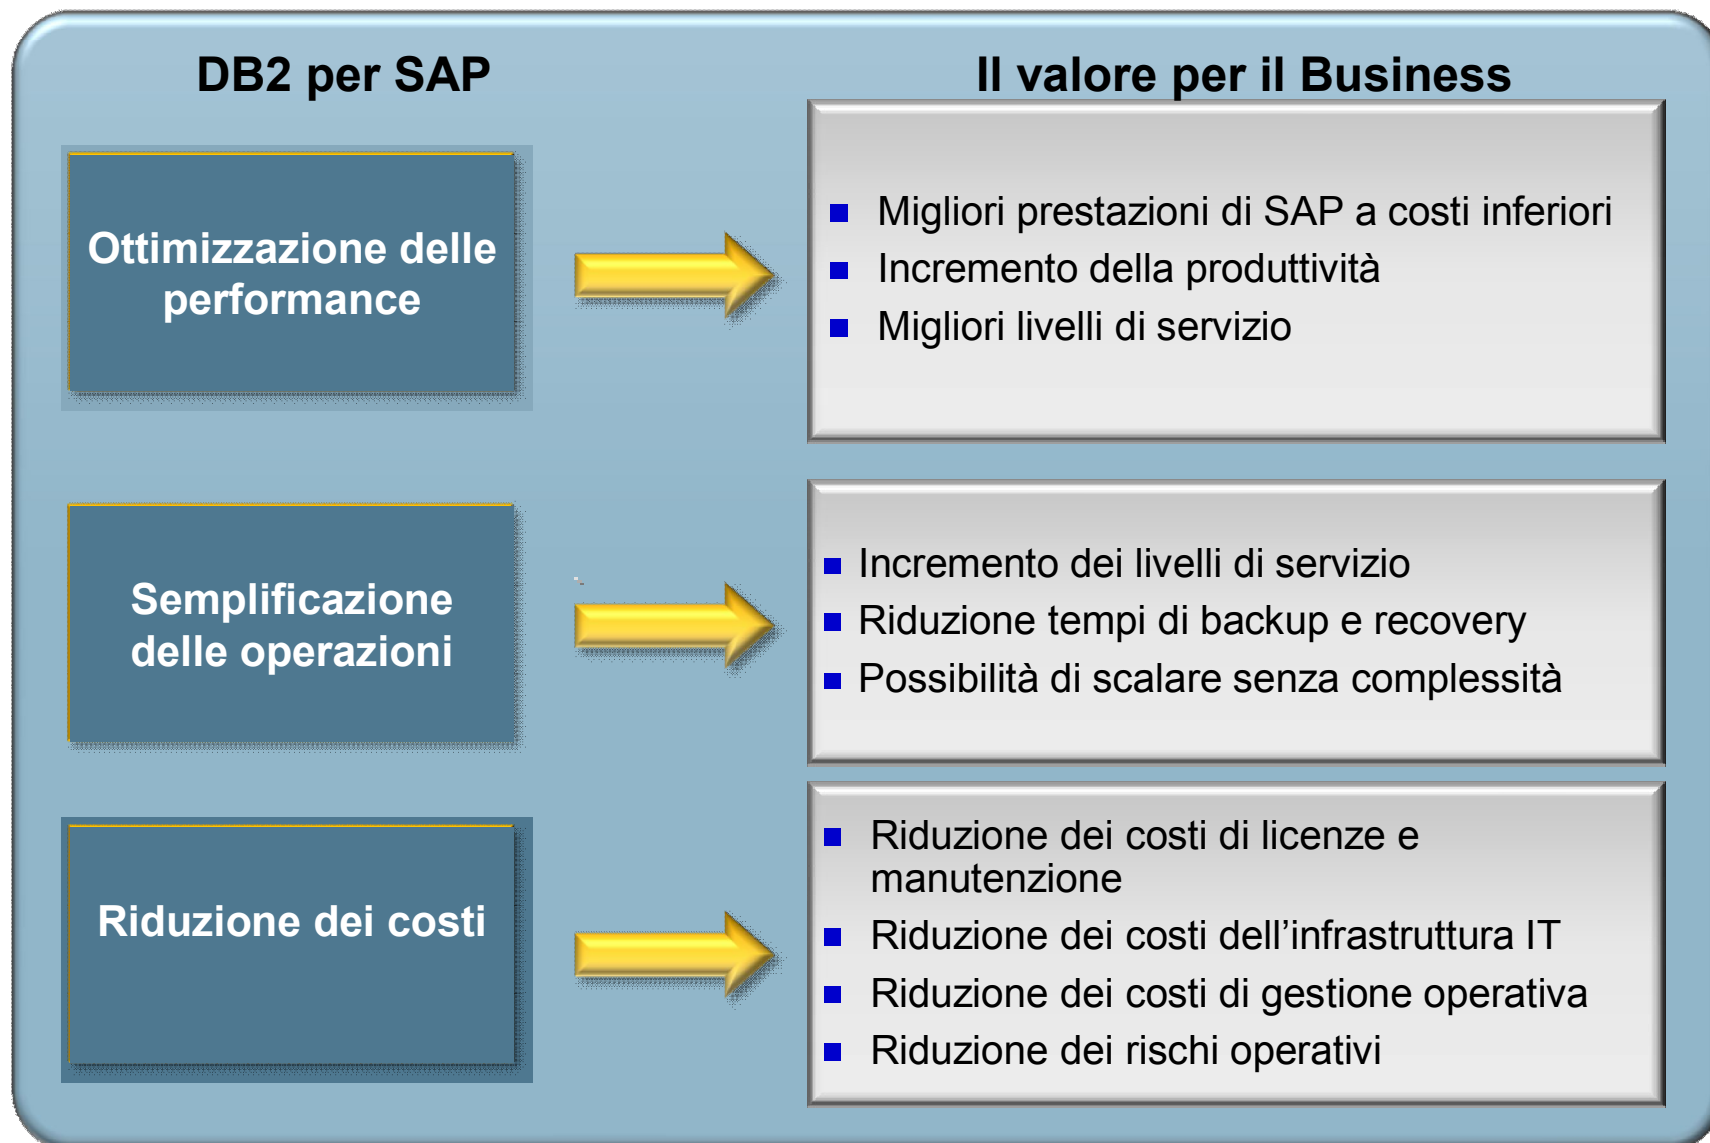 DB2 per SAP
Il valore per il Business
Ottimizzazione delle
performance
■ Migliori prestazioni di SAP a costi inferiori
■ Incremento della produttività
■ Migliori livelli di servizio
Semplificazione
delle operazioni
■ Incremento dei livelli di servizio
■ Riduzione tempi di backup e recovery
■ Possibilità di scalare senza complessità
Riduzione dei costi
■ Riduzione dei costi di licenze e
manutenzione
■ Riduzione dei costi dell’infrastruttura IT
■ Riduzione dei costi di gestione operativa
■ Riduzione dei rischi operativi